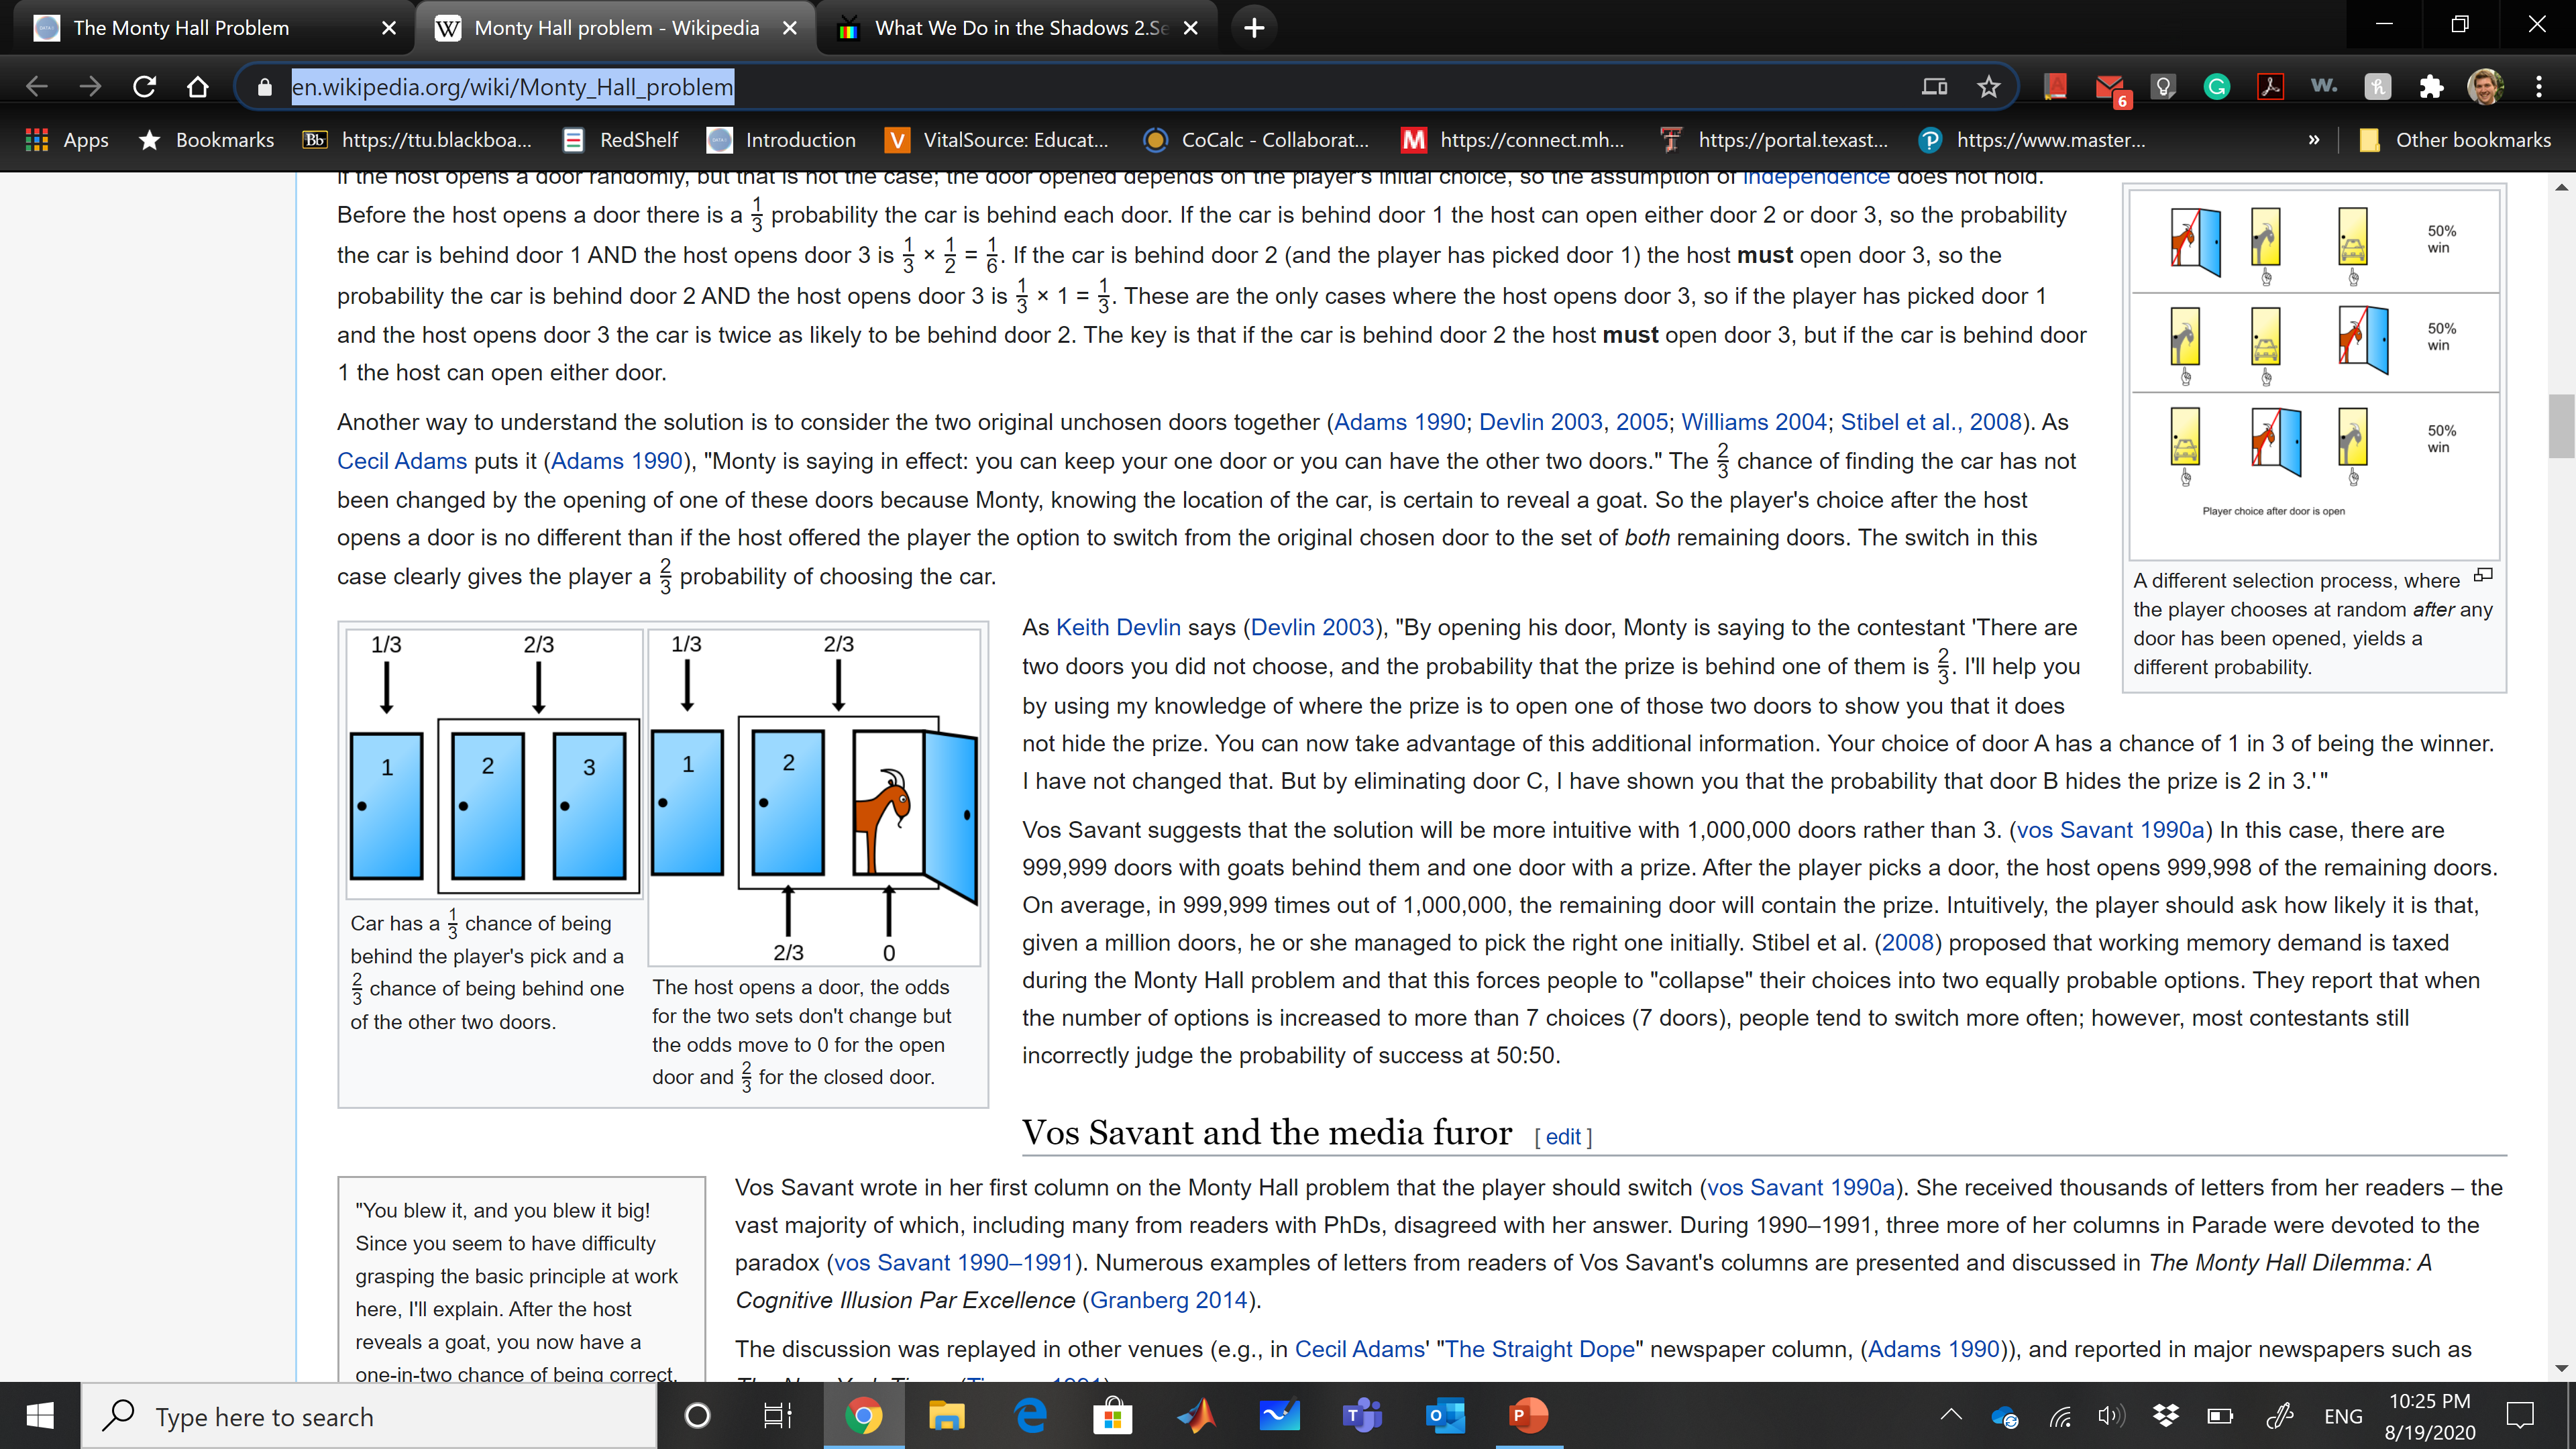 The Monty Hall Problem
Monty Hall problem - Wikipedia
What We Do in the Shadows 2.Se
en.wikipedia.org/wiki/Monty_Hall_problem
6
Apps
Bookmarks
https://ttu.blackboa...
RedShelf
Introduction
VitalSource: Educat...
CoCalc - Collaborat...
https://connect.mh...
https://portal.texast...
https://www.master...
»
Other bookmarks
if the host opens a door randomly, but that is not the case; the door opened depends on the player's initial choice, so the assumption of independence does not hold.
Before the host opens a door there is a 1/3 probability the car is behind each door. If the car is behind door 1 the host can open either door 2 or door 3, so the probability
the car is behind door 1 AND the host opens door 3 is 1/3 × 1/2 = 1/6. If the car is behind door 2 (and the player has picked door 1) the host must open door 3, so the
probability the car is behind door 2 AND the host opens door 3 is 1/3 × 1 = 1/3. These are the only cases where the host opens door 3, so if the player has picked door 1
and the host opens door 3 the car is twice as likely to be behind door 2. The key is that if the car is behind door 2 the host must open door 3, but if the car is behind door
1 the host can open either door.
Another way to understand the solution is to consider the two original unchosen doors together (Adams 1990; Devlin 2003, 2005; Williams 2004; Stibel et al., 2008). As
Cecil Adams puts it (Adams 1990), "Monty is saying in effect: you can keep your one door or you can have the other two doors." The 2/3 chance of finding the car has not
been changed by the opening of one of these doors because Monty, knowing the location of the car, is certain to reveal a goat. So the player's choice after the host
opens a door is no different than if the host offered the player the option to switch from the original chosen door to the set of both remaining doors. The switch in this
case clearly gives the player a 2/3 probability of choosing the car.
50%
win
50%
win
50%
win
Player choice after door is open
A different selection process, where
the player chooses at random after any
door has been opened, yields a
different probability.
1/3
2/3
1
2
3
Car has a 1/3 chance of being
behind the player's pick and a
2/3 chance of being behind one
of the other two doors.
1/3
2/3
1
2
2/3
0
The host opens a door, the odds
for the two sets don't change but
the odds move to 0 for the open
door and 2/3 for the closed door.
As Keith Devlin says (Devlin 2003), "By opening his door, Monty is saying to the contestant 'There are
two doors you did not choose, and the probability that the prize is behind one of them is 2/3. I'll help you
by using my knowledge of where the prize is to open one of those two doors to show you that it does
not hide the prize. You can now take advantage of this additional information. Your choice of door A has a chance of 1 in 3 of being the winner.
I have not changed that. But by eliminating door C, I have shown you that the probability that door B hides the prize is 2 in 3.'"
Vos Savant suggests that the solution will be more intuitive with 1,000,000 doors rather than 3. (vos Savant 1990a) In this case, there are
999,999 doors with goats behind them and one door with a prize. After the player picks a door, the host opens 999,998 of the remaining doors.
On average, in 999,999 times out of 1,000,000, the remaining door will contain the prize. Intuitively, the player should ask how likely it is that,
given a million doors, he or she managed to pick the right one initially. Stibel et al. (2008) proposed that working memory demand is taxed
during the Monty Hall problem and that this forces people to "collapse" their choices into two equally probable options. They report that when
the number of options is increased to more than 7 choices (7 doors), people tend to switch more often; however, most contestants still
incorrectly judge the probability of success at 50:50.
Vos Savant and the media furor [ edit ]
"You blew it, and you blew it big!
Since you seem to have difficulty
grasping the basic principle at work
here, I'll explain. After the host
reveals a goat, you now have a
one-in-two chance of being correct.
Vos Savant wrote in her first column on the Monty Hall problem that the player should switch (vos Savant 1990a). She received thousands of letters from her readers – the
vast majority of which, including many from readers with PhDs, disagreed with her answer. During 1990–1991, three more of her columns in Parade were devoted to the
paradox (vos Savant 1990–1991). Numerous examples of letters from readers of Vos Savant's columns are presented and discussed in The Monty Hall Dilemma: A
Cognitive Illusion Par Excellence (Granberg 2014).
The discussion was replayed in other venues (e.g., in Cecil Adams' "The Straight Dope" newspaper column, (Adams 1990)), and reported in major newspapers such as
Type here to search
ENG
10:25 PM
8/19/2020